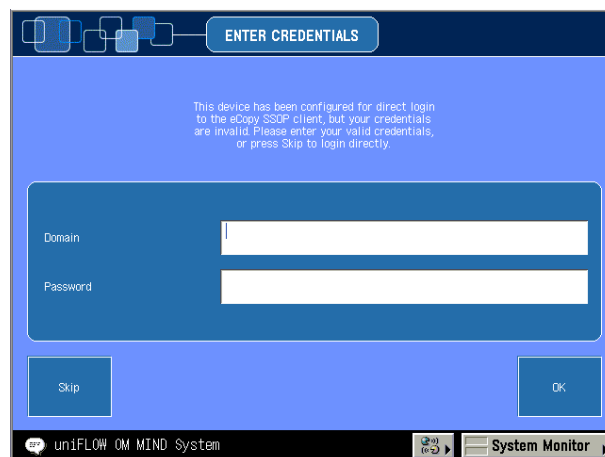 ENTER CREDENTIALS
This device has been configured for direct login
to the eCopy SSOP client, but your credentials
are invalid. Please enter your valid credentials,
or press Skip to login directly.
Domain
Password
Skip
OK
uniFLOW OM MIND System
System Monitor